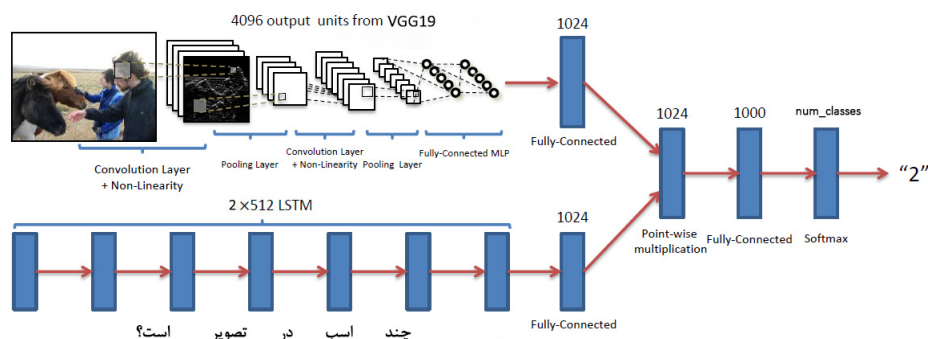 4096 output units from VGG19
Convolution Layer
+ Non-Linearity
Pooling Layer
Convolution Layer
+ Non-Linearity
Pooling Layer
Fully-Connected MLP
1024
Fully-Connected
2 ×512 LSTM
چند اسب در تصویر است؟
1024
Fully-Connected
1024
Point-wise
multiplication
1000
Fully-Connected
num_classes
Softmax
“2”